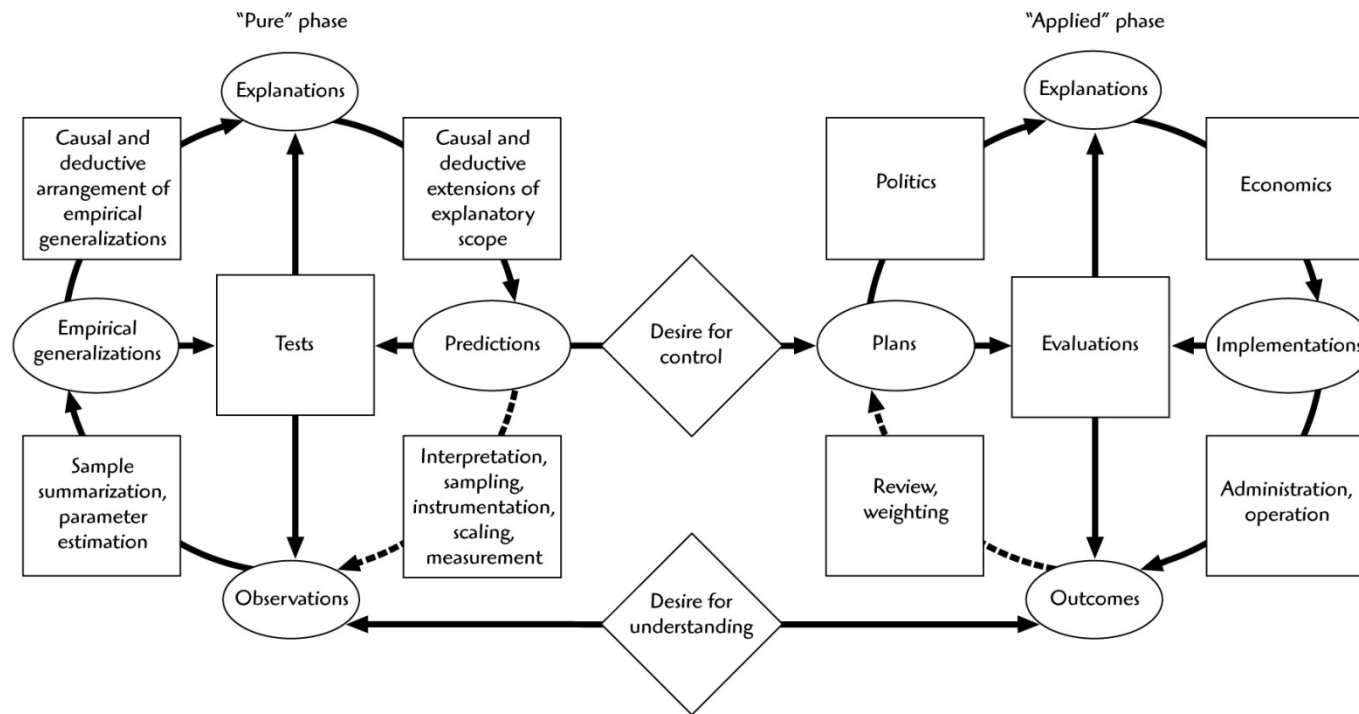 “Pure” phase
“Applied” phase
Explanations
Explanations
Causal and
deductive
arrangement of
empirical
generalizations
Causal and
deductive
extensions of
explanatory
scope
Politics
Economics
Empirical
generalizations
Tests
Predictions
Desire for
control
Plans
Evaluations
Implementations
Sample
summarization,
parameter
estimation
Interpretation,
sampling,
instrumentation,
scaling,
measurement
Review,
weighting
Administration,
operation
Observations
Desire for
understanding
Outcomes